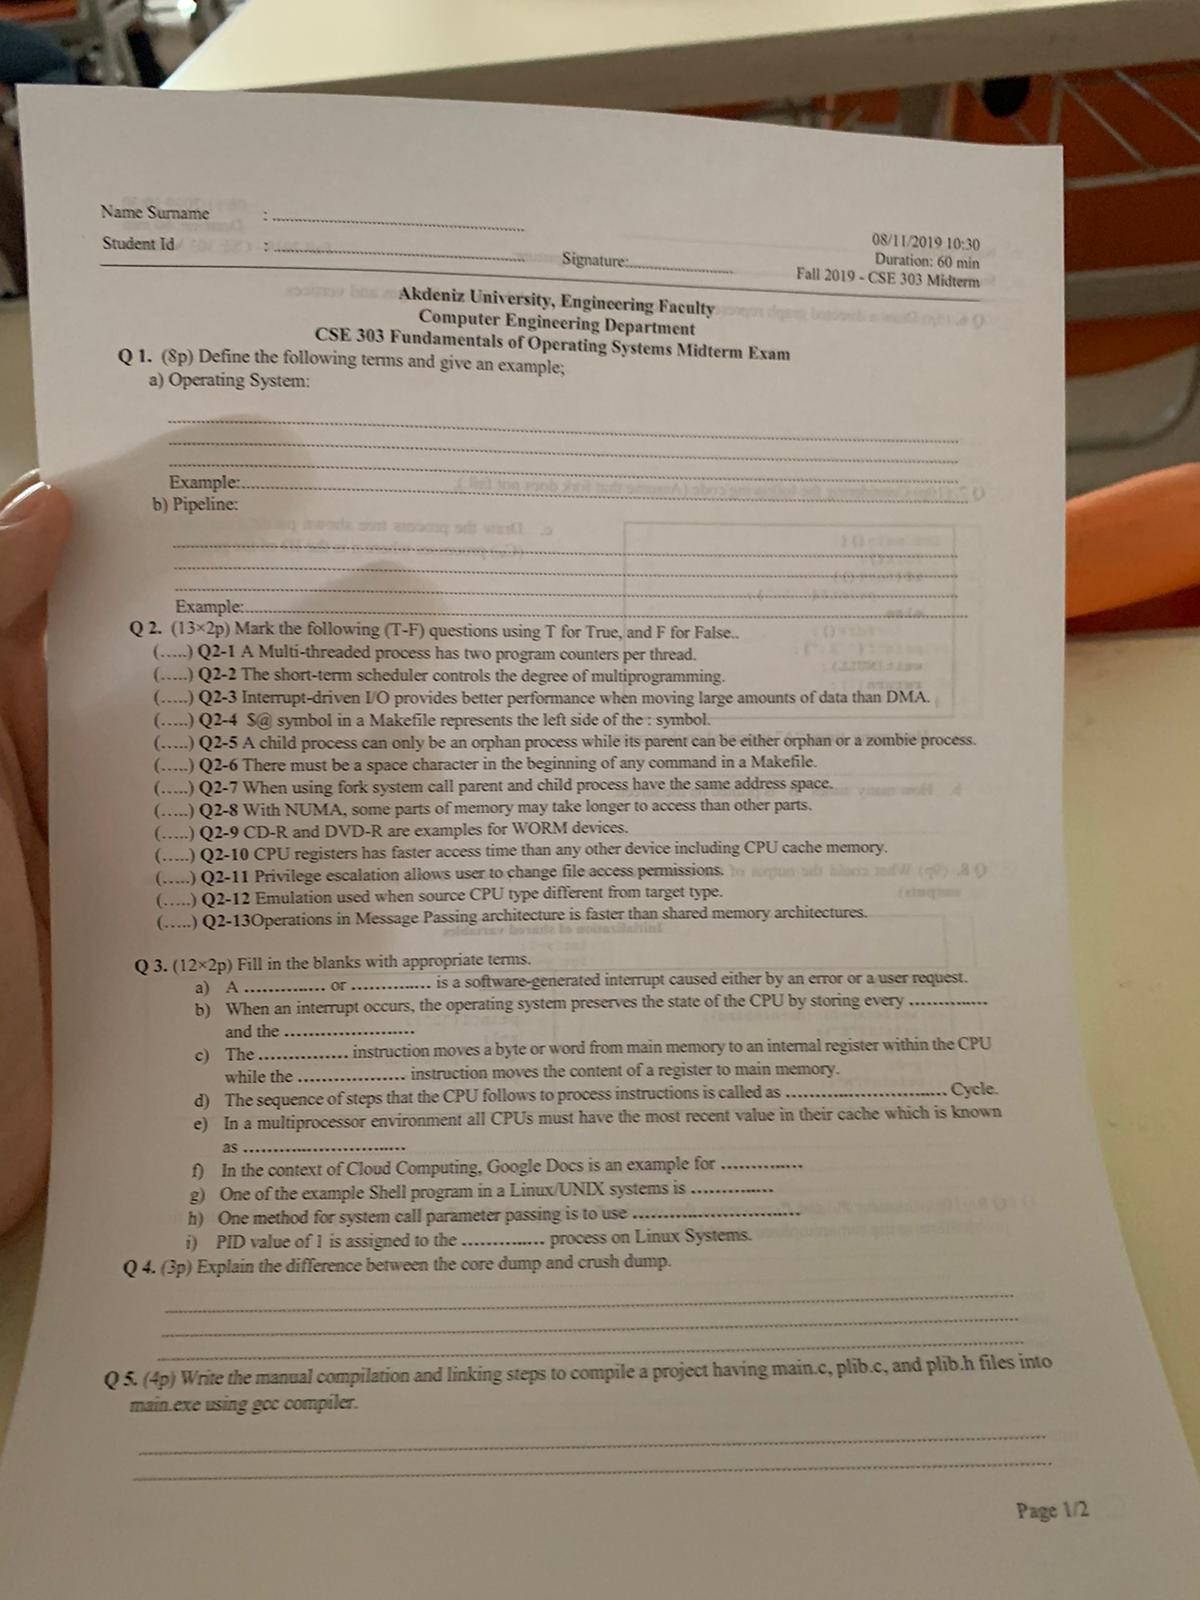 Name Surname : ..........
08/11/2019 10:30
Student Id : ..........
Signature:..........
Duration: 60 min
Fall 2019 - CSE 303 Midterm
Akdeniz University, Engineering Faculty
Computer Engineering Department
CSE 303 Fundamentals of Operating Systems Midterm Exam
Q 1. (8p) Define the following terms and give an example;
a) Operating System:
Example:..........
b) Pipeline:
Example:..........
Q 2. (13×2p) Mark the following (T-F) questions using T for True, and F for False..
(.....) Q2-1 A Multi-threaded process has two program counters per thread.
(.....) Q2-2 The short-term scheduler controls the degree of multiprogramming.
(.....) Q2-3 Interrupt-driven I/O provides better performance when moving large amounts of data than DMA.
(.....) Q2-4 $@ symbol in a Makefile represents the left side of the : symbol.
(.....) Q2-5 A child process can only be an orphan process while its parent can be either orphan or a zombie process.
(.....) Q2-6 There must be a space character in the beginning of any command in a Makefile.
(.....) Q2-7 When using fork system call parent and child process have the same address space.
(.....) Q2-8 With NUMA, some parts of memory may take longer to access than other parts.
(.....) Q2-9 CD-R and DVD-R are examples for WORM devices.
(.....) Q2-10 CPU registers has faster access time than any other device including CPU cache memory.
(.....) Q2-11 Privilege escalation allows user to change file access permissions.
(.....) Q2-12 Emulation used when source CPU type different from target type.
(.....) Q2-13Operations in Message Passing architecture is faster than shared memory architectures.
Q 3. (12×2p) Fill in the blanks with appropriate terms.
a) A .............. or .............. is a software-generated interrupt caused either by an error or a user request.
b) When an interrupt occurs, the operating system preserves the state of the CPU by storing every .............
and the ......................
c) The ............... instruction moves a byte or word from main memory to an internal register within the CPU
while the .................. instruction moves the content of a register to main memory.
d) The sequence of steps that the CPU follows to process instructions is called as ........................... Cycle.
e) In a multiprocessor environment all CPUs must have the most recent value in their cache which is known
as ...........................
f) In the context of Cloud Computing, Google Docs is an example for ..............
g) One of the example Shell program in a Linux/UNIX systems is ..............
h) One method for system call parameter passing is to use ............................
i) PID value of 1 is assigned to the .............. process on Linux Systems.
Q 4. (3p) Explain the difference between the core dump and crush dump.
Q 5. (4p) Write the manual compilation and linking steps to compile a project having main.c, plib.c, and plib.h files into
main.exe using gcc compiler.
Page 1/2